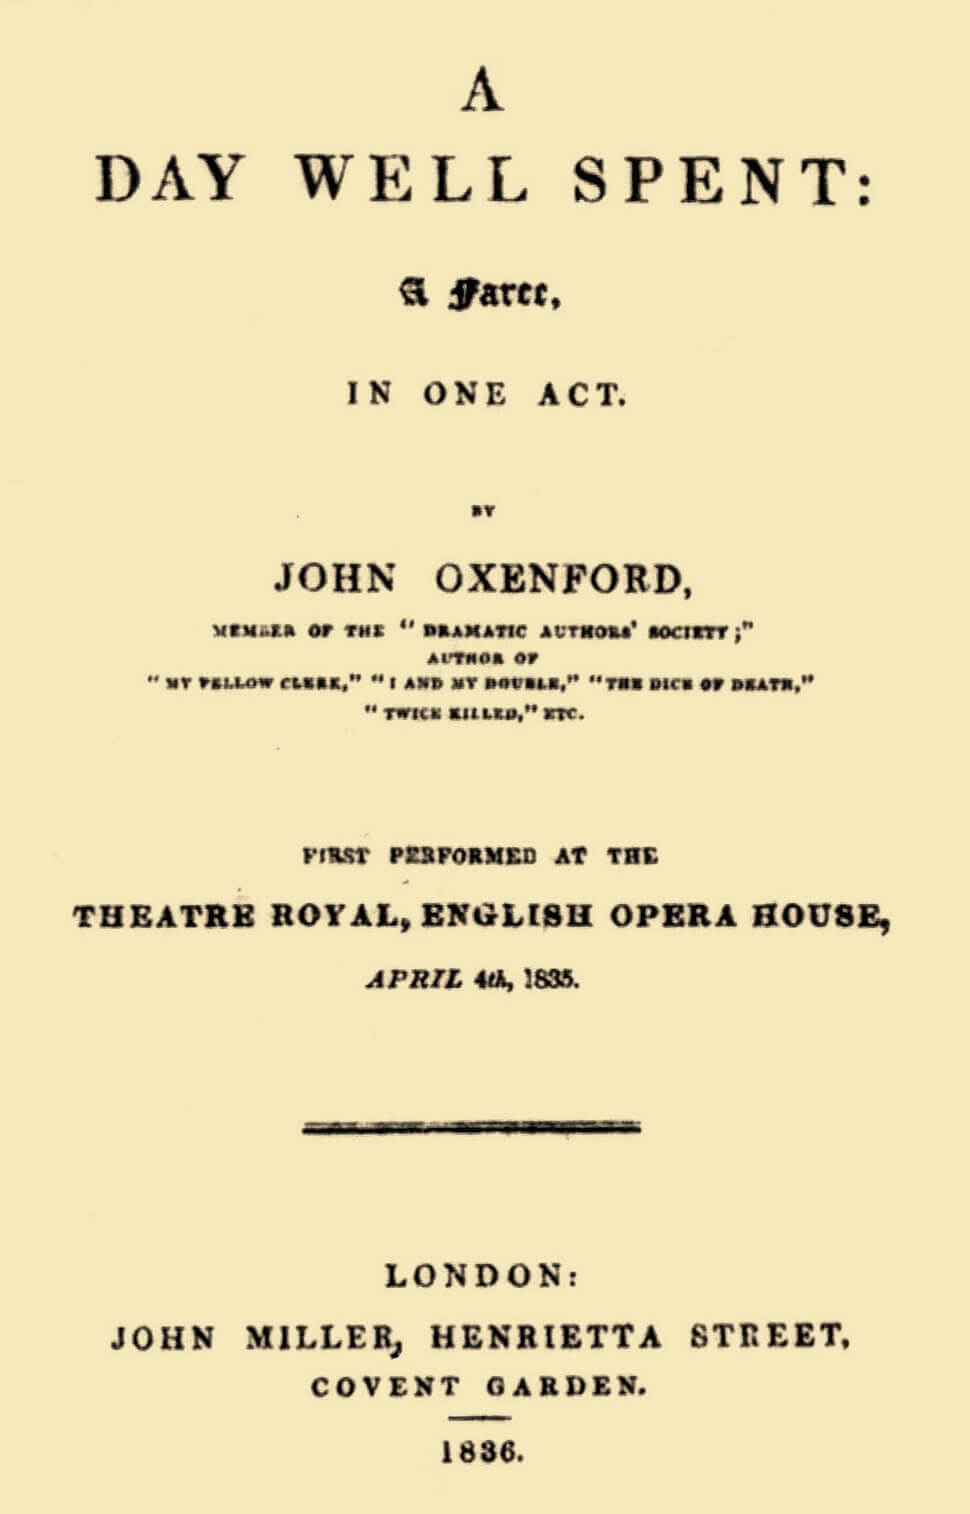 A
DAY WELL SPENT:
A Farce,
IN ONE ACT.
BY
JOHN OXENFORD,
MEMBER OF THE "DRAMATIC AUTHORS' SOCIETY;"
AUTHOR OF
"MY FELLOW CLERK," "I AND MY DOUBLE," "THE DICE OF DEATH,"
"TWICE KILLED," ETC.
FIRST PERFORMED AT THE
THEATRE ROYAL, ENGLISH OPERA HOUSE,
APRIL 4th, 1835.
LONDON:
JOHN MILLER, HENRIETTA STREET,
COVENT GARDEN.
1836.